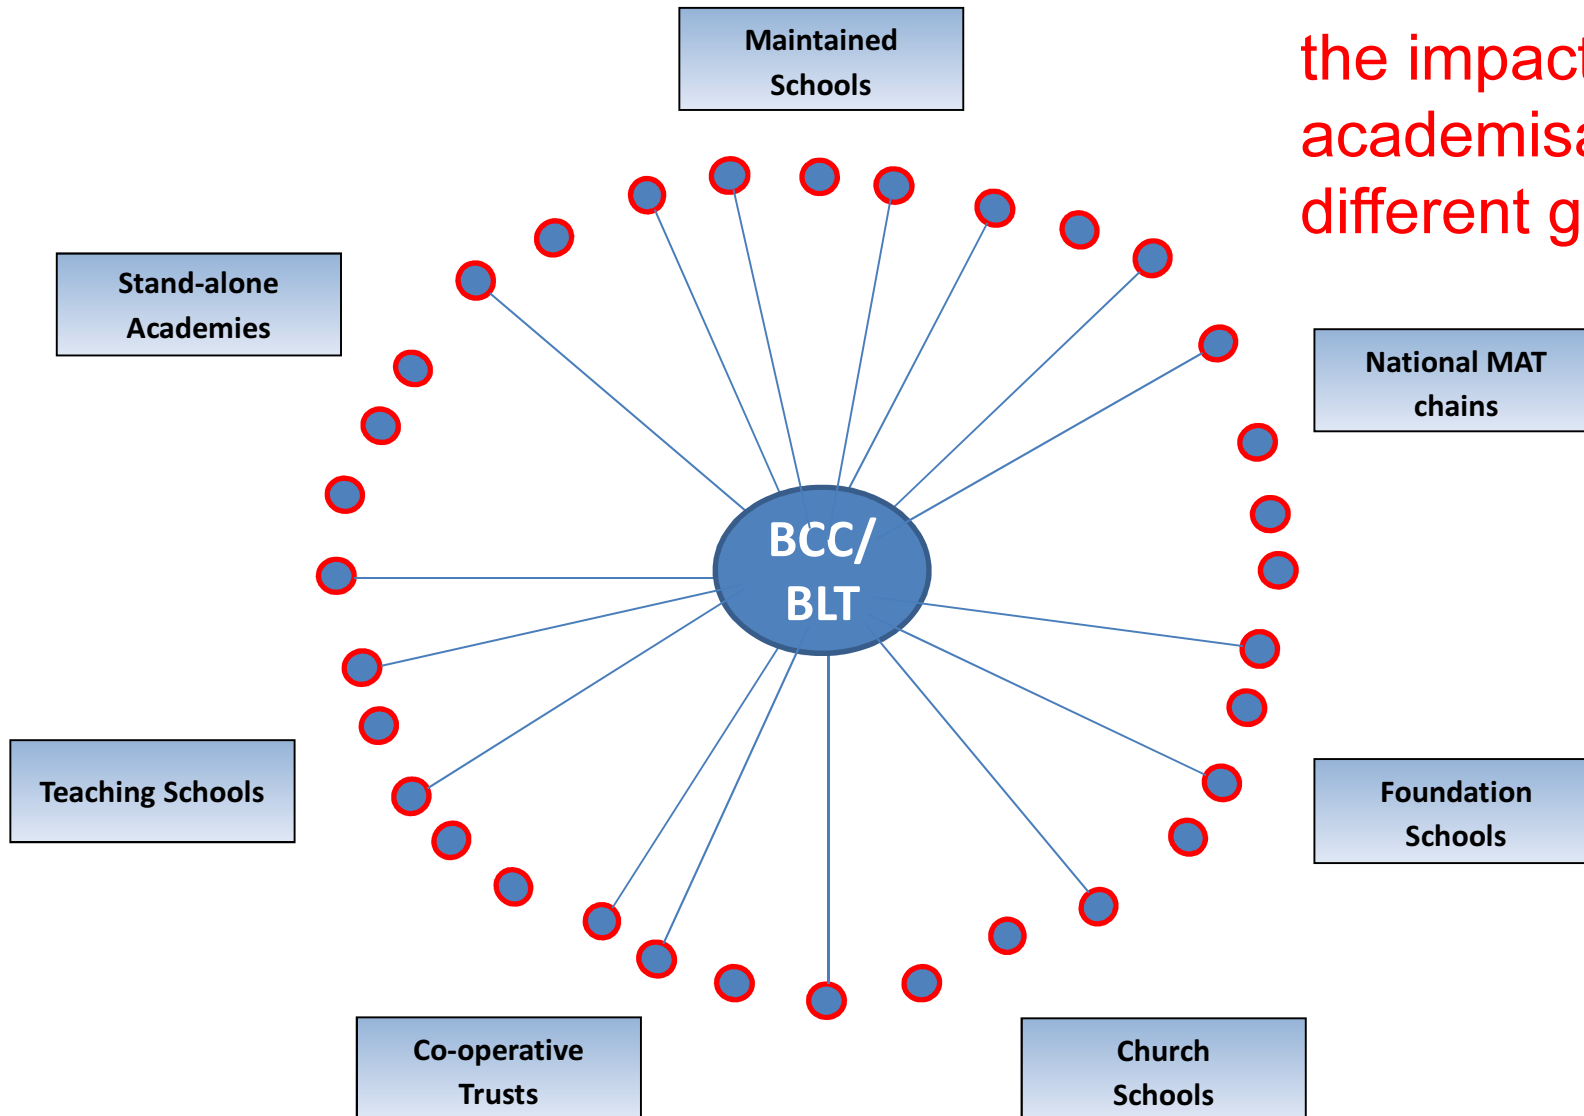 Maintained
Schools
the impact
academisa
different g
Stand-alone
Academies
National MAT
chains
BCC/
BLT
Teaching Schools
Foundation
Schools
Co-operative
Trusts
Church
Schools